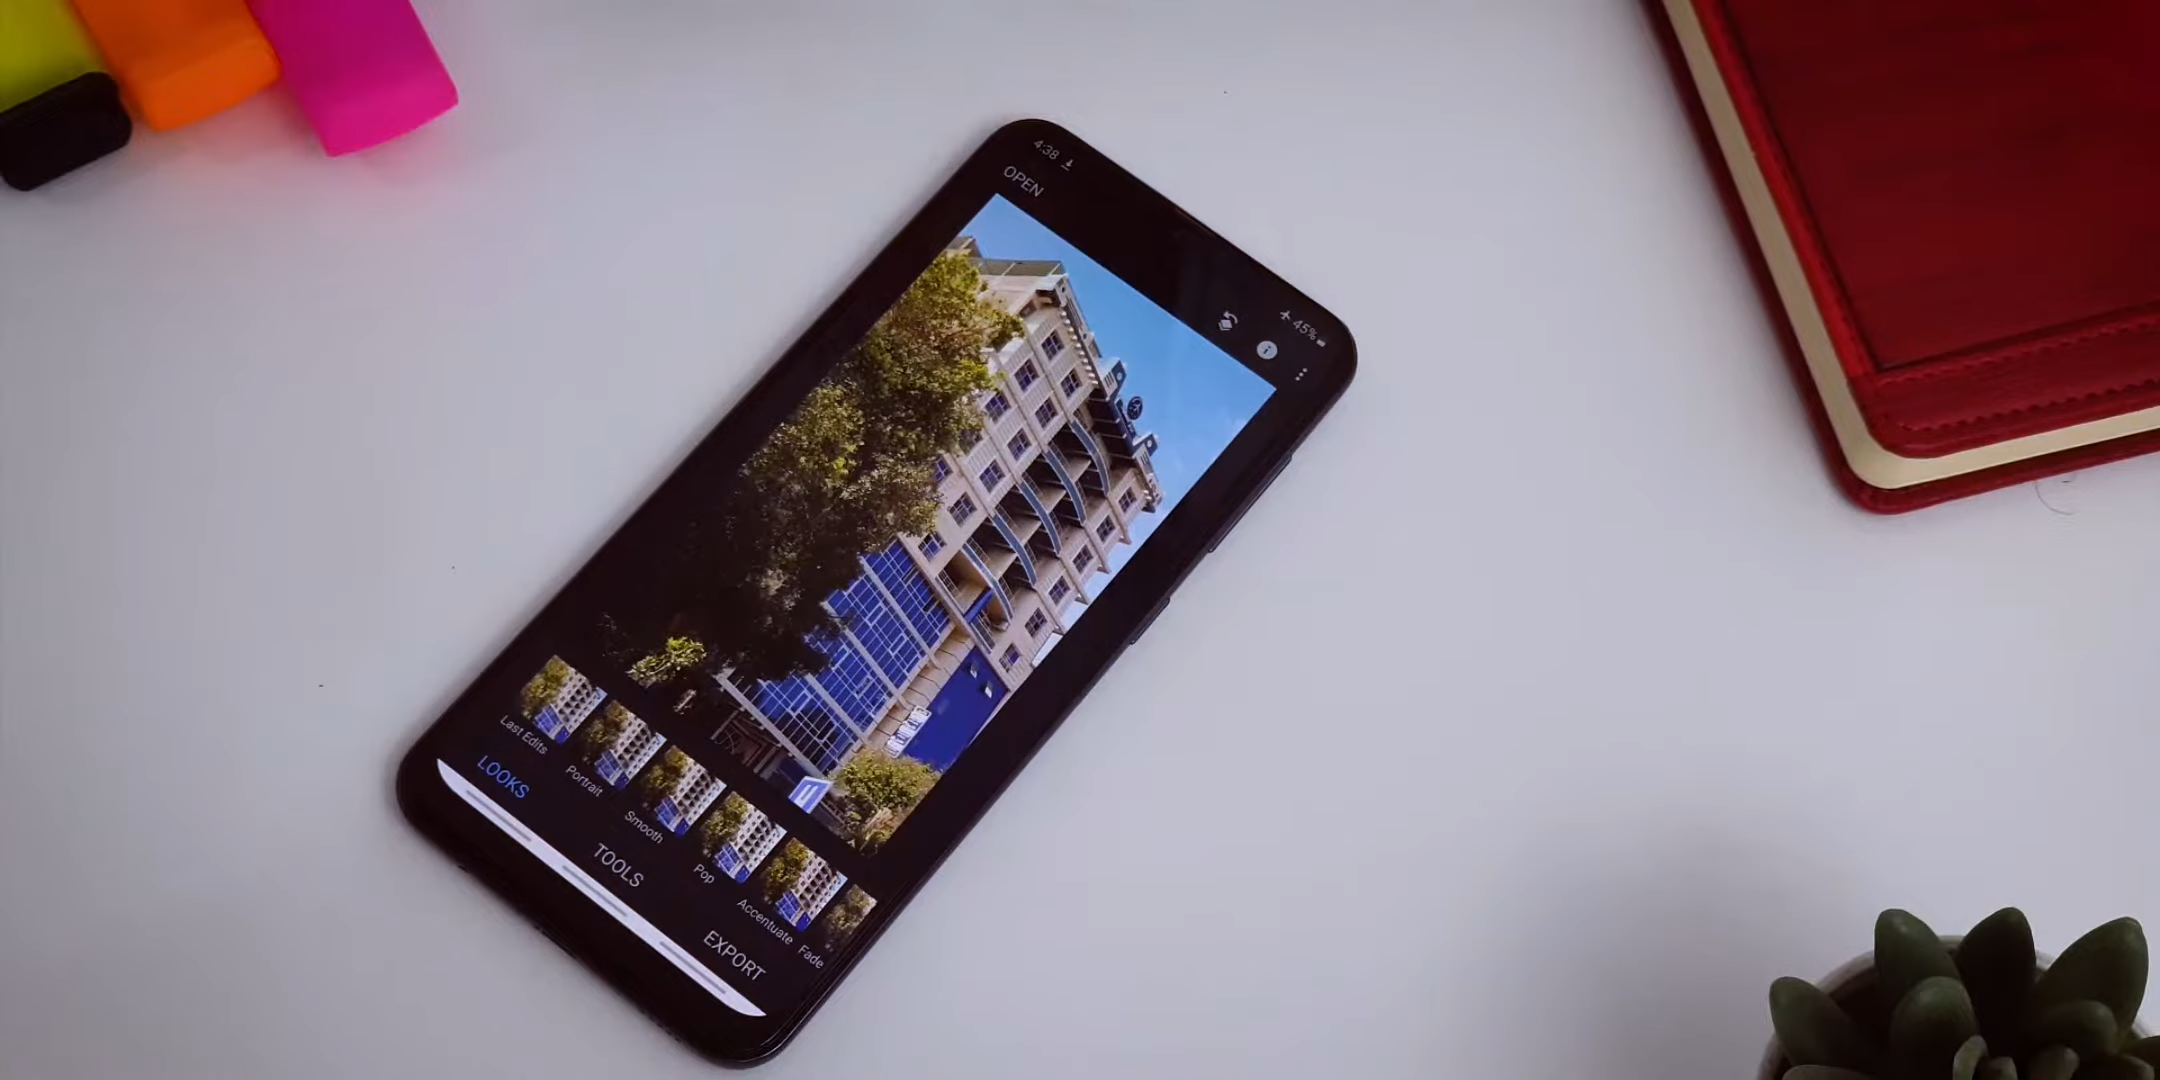 4:38
45%
OPEN
Last Edits
Portrait
Smooth
Pop
Accentuate
Fade
LOOKS
TOOLS
EXPORT